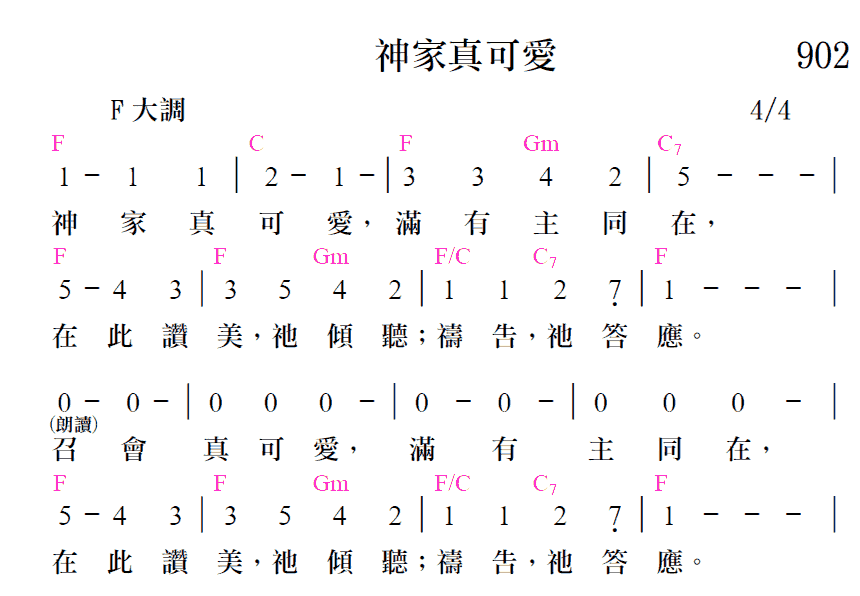 神家真可愛 902
F 大調 4/4
F C F Gm C7
1 - 1 1 | 2 - 1 - | 3 3 4 2 | 5 - - - |
神 家 真 可 愛，滿 有 主 同 在，
F F Gm F/C C7 F
5 - 4 3 | 3 5 4 2 | 1 1 2 7̣ | 1 - - - |
在 此 讚 美，祂 傾 聽；禱 告，祂 答 應。
0 - 0 - | 0 0 0 - | 0 - 0 - | 0 0 0 - |
(朗讀)
召 會 真 可 愛， 滿 有 主 同 在，
F F Gm F/C C7 F
5 - 4 3 | 3 5 4 2 | 1 1 2 7̣ | 1 - - - |
在 此 讚 美，祂 傾 聽；禱 告，祂 答 應。